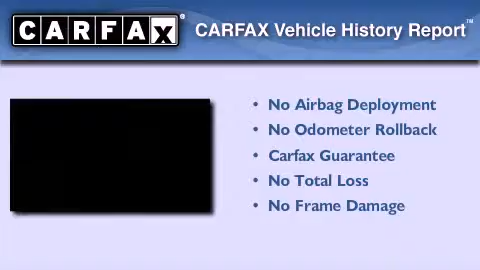 CARFAX® CARFAX Vehicle History Report™
• No Airbag Deployment
• No Odometer Rollback
• Carfax Guarantee
• No Total Loss
• No Frame Damage